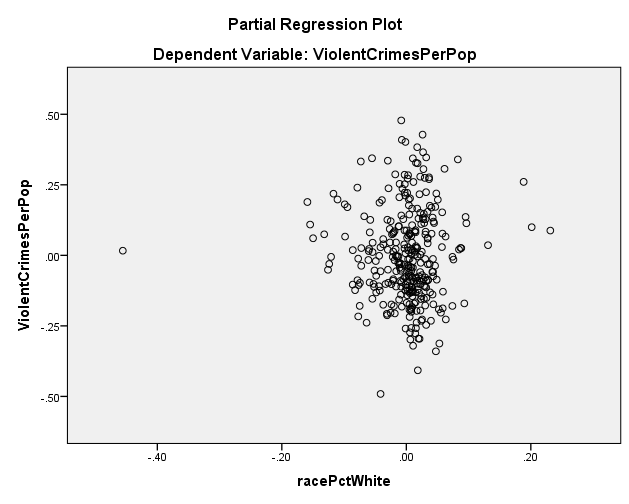 Partial Regression Plot
Dependent Variable: ViolentCrimesPerPop
ViolentCrimesPerPop
.50
.25
.00
-.25
-.50
-.40
-.20
.00
.20
racePctWhite